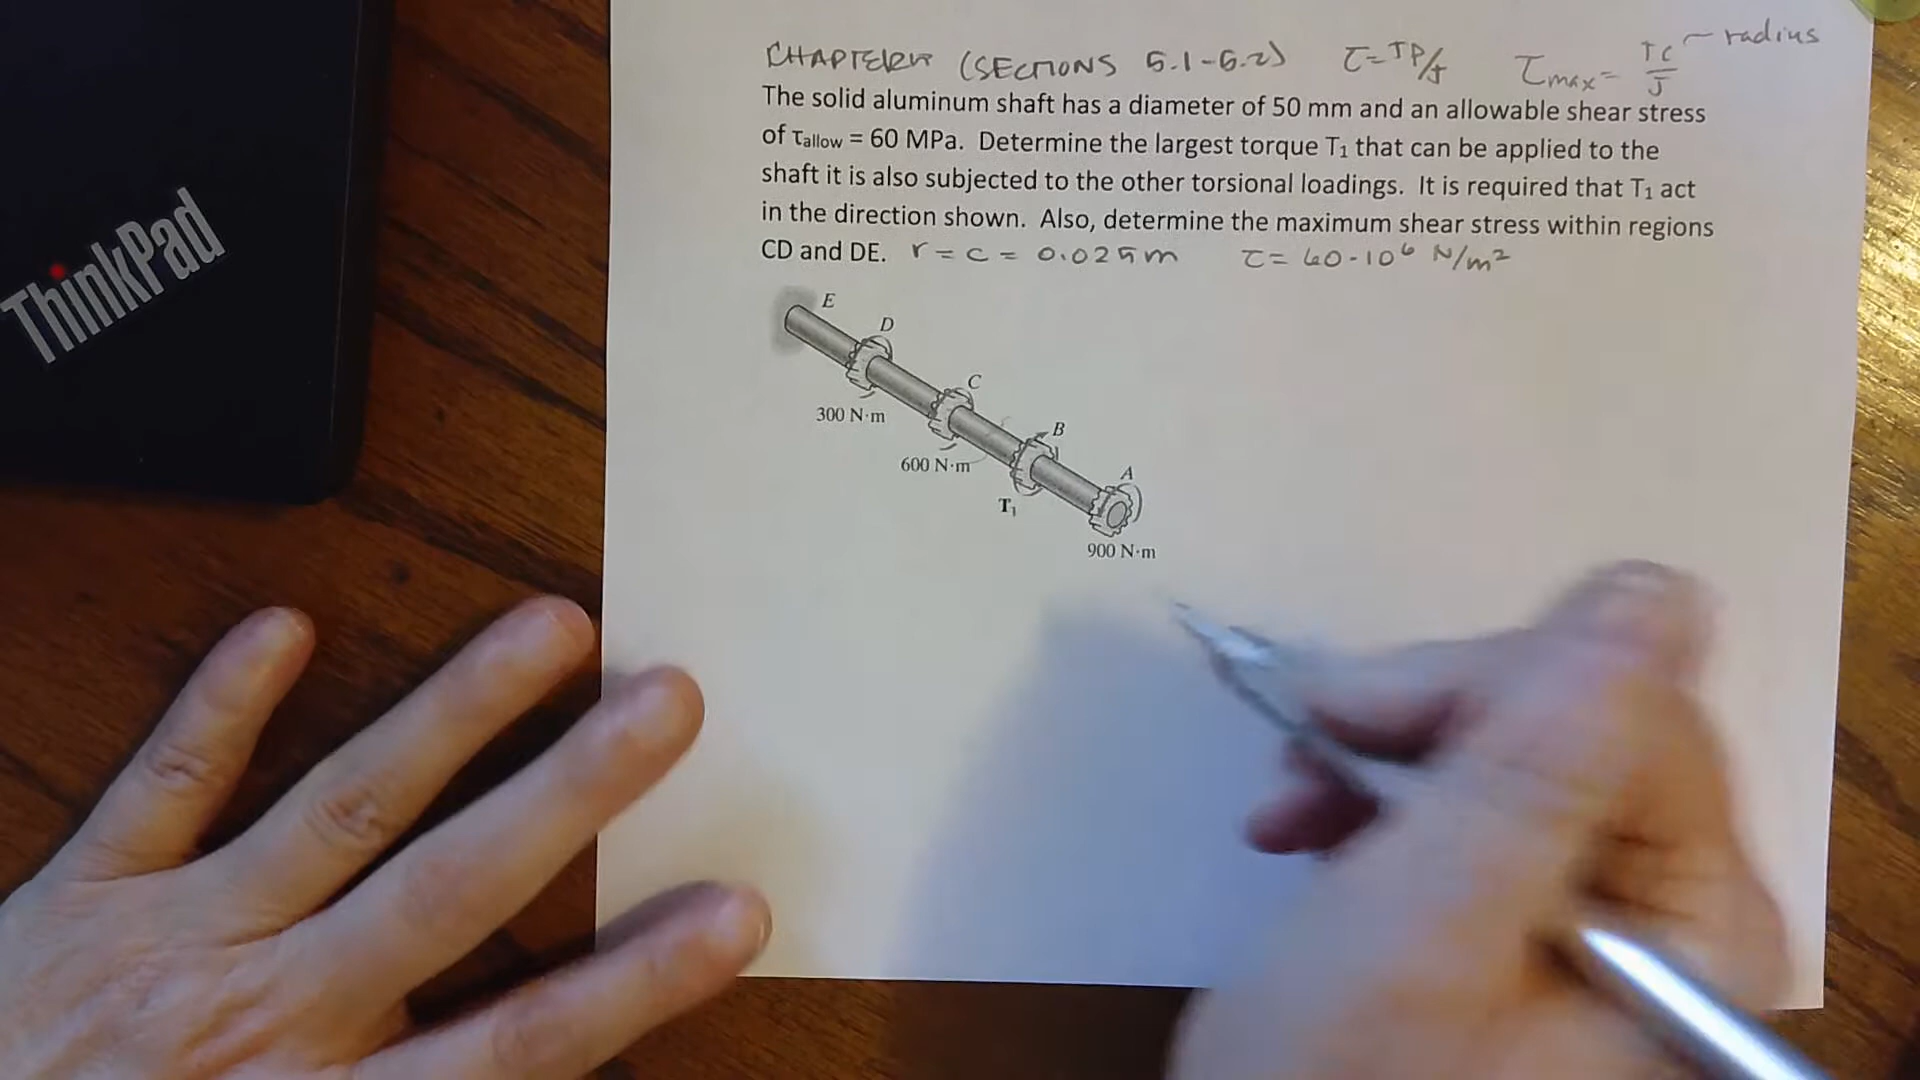 ThinkPad
CHAPTER (SECTIONS 5.1-5.2) τ=Tρ/J τmax= Tc/J ~ radius
The solid aluminum shaft has a diameter of 50 mm and an allowable shear stress
of τallow = 60 MPa. Determine the largest torque T1 that can be applied to the
shaft it is also subjected to the other torsional loadings. It is required that T1 act
in the direction shown. Also, determine the maximum shear stress within regions
CD and DE. r = c = 0.025m τ= 60·10⁶ N/m²
E
D
C
300 N·m
B
600 N·m
A
T1
900 N·m